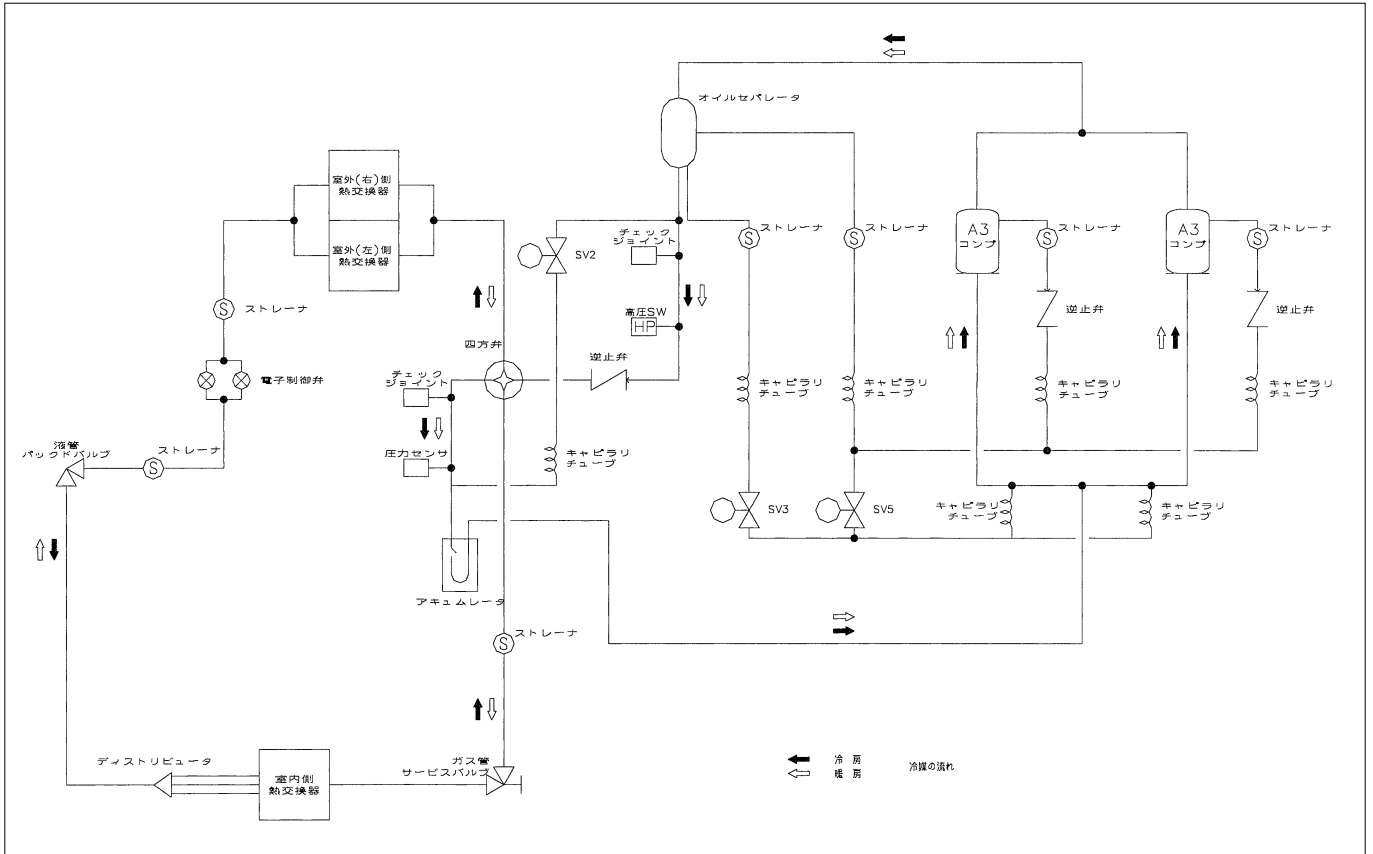 オイルセパレータ
室外(右)側
熱交換器
室外(左)側
熱交換器
チェック
ジョイント
SV2
S
ストレーナ
S
ストレーナ
A3
コンプ
S
ストレーナ
A3
コンプ
S
ストレーナ
S
ストレーナ
高圧SW
HP
逆止弁
逆止弁
四方弁
逆止弁
チェック
ジョイント
電子制御弁
キャピラリ
チューブ
キャピラリ
チューブ
キャピラリ
チューブ
キャピラリ
チューブ
液管
パックドバルブ
S
ストレーナ
圧力センサ
キャピラリ
チューブ
SV3
SV5
キャピラリ
チューブ
キャピラリ
チューブ
アキュムレータ
S
ストレーナ
ディストリビュータ
室内側
熱交換器
ガス管
サービスバルブ
冷房
暖房
冷媒の流れ